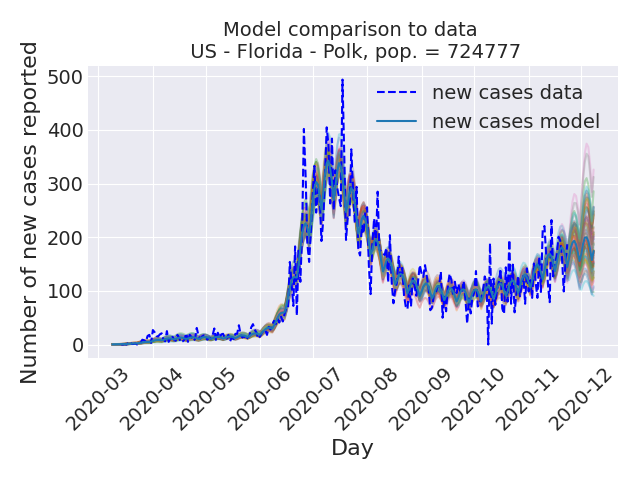 Model comparison to data
US - Florida - Polk, pop. = 724777
Number of new cases reported
500
400
300
200
100
0
new cases data
new cases model
2020-03
2020-04
2020-05
2020-06
2020-07
2020-08
2020-09
2020-10
2020-11
2020-12
Day